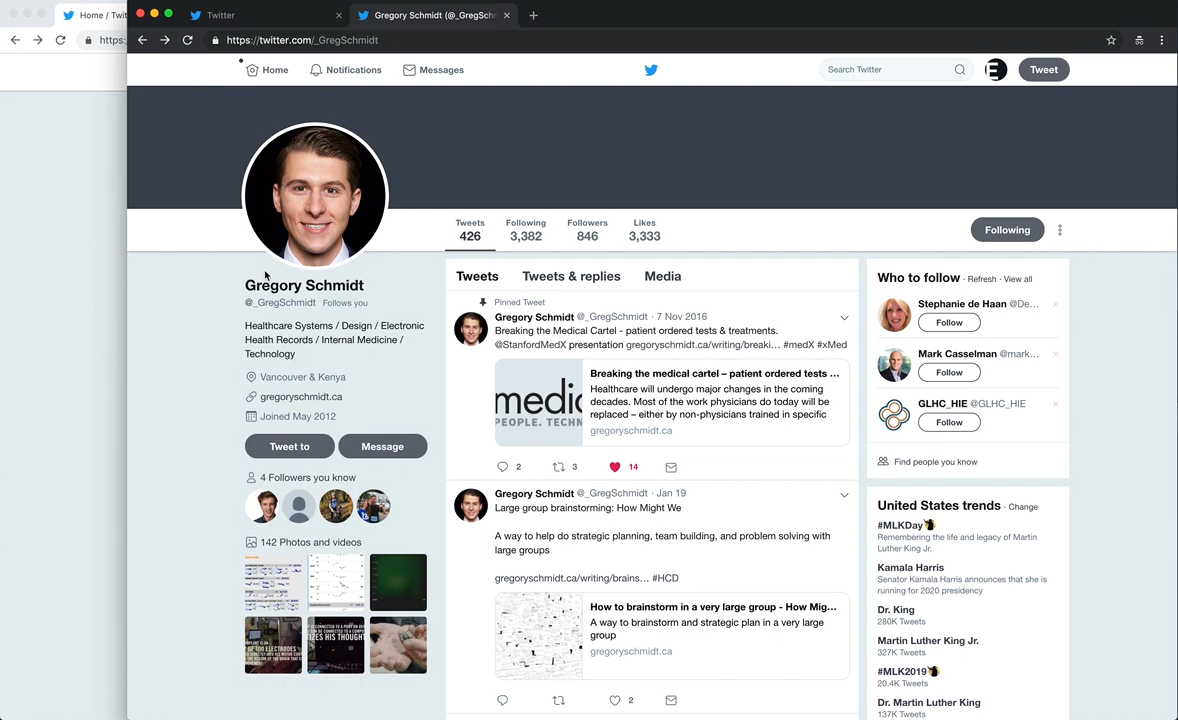 Home / Twit
Twitter
Gregory Schmidt (@_GregSch
https:
https://twitter.com/_GregSchmidt
Home
Notifications
Messages
Search Twitter
E
Tweet
Tweets
426
Following
3,382
Followers
846
Likes
3,333
Following
Gregory Schmidt
@_GregSchmidt Follows you
Healthcare Systems / Design / Electronic
Health Records / Internal Medicine /
Technology
Vancouver & Kenya
gregoryschmidt.ca
Joined May 2012
Tweet to
Message
4 Followers you know
142 Photos and videos
Tweets
Tweets & replies
Media
Pinned Tweet
Gregory Schmidt @_GregSchmidt · 7 Nov 2016
Breaking the Medical Cartel - patient ordered tests & treatments.
@StanfordMedX presentation gregoryschmidt.ca/writing/breaki… #medX #xMed
medic
PEOPLE. TECHN
Breaking the medical cartel – patient ordered tests ...
Healthcare will undergo major changes in the coming
decades. Most of the work physicians do today will be
replaced – either by non-physicians trained in specific
gregoryschmidt.ca
2
3
14
Gregory Schmidt @_GregSchmidt · Jan 19
Large group brainstorming: How Might We
A way to help do strategic planning, team building, and problem solving with
large groups
gregoryschmidt.ca/writing/brains… #HCD
How to brainstorm in a very large group - How Mig...
A way to brainstorm and strategic plan in a very large
group
gregoryschmidt.ca
2
Who to follow · Refresh · View all
Stephanie de Haan @De...
Follow
Mark Casselman @mark...
Follow
GLHC_HIE @GLHC_HIE
Follow
Find people you know
United States trends · Change
#MLKDay
Remembering the life and legacy of Martin
Luther King Jr.
Kamala Harris
Senator Kamala Harris announces that she is
running for 2020 presidency
Dr. King
280K Tweets
Martin Luther King Jr.
327K Tweets
#MLK2019
20.4K Tweets
Dr. Martin Luther King
137K Tweets